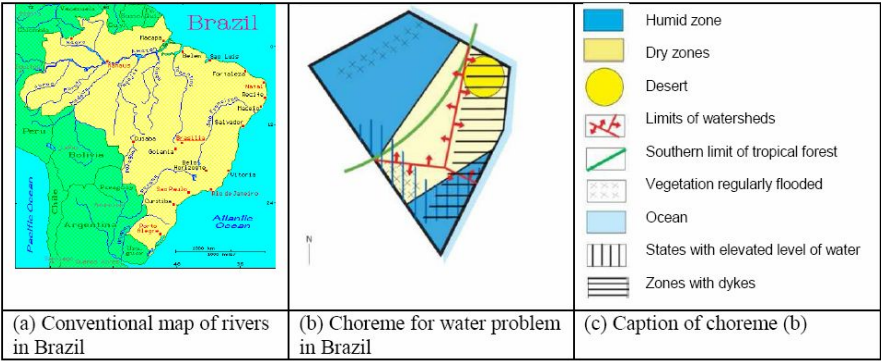 Brazil
Macapa
Belem
Sao Luis
Manaus
Fortaleza
Natal
Recife
Maceio
Salvador
Peru
Bolivia
Cuiaba
Brasilia
Goiania
Belo
Horizonte
Vitoria
Sao Paulo
Rio de Janeiro
Curitiba
Chile
Argentina
Porto
Alegre
Pacific Ocean
Atlantic
Ocean
N
Humid zone
Dry zones
Desert
Limits of watersheds
Southern limit of tropical forest
Vegetation regularly flooded
Ocean
States with elevated level of water
Zones with dykes
(a) Conventional map of rivers
in Brazil
(b) Choreme for water problem
in Brazil
(c) Caption of choreme (b)